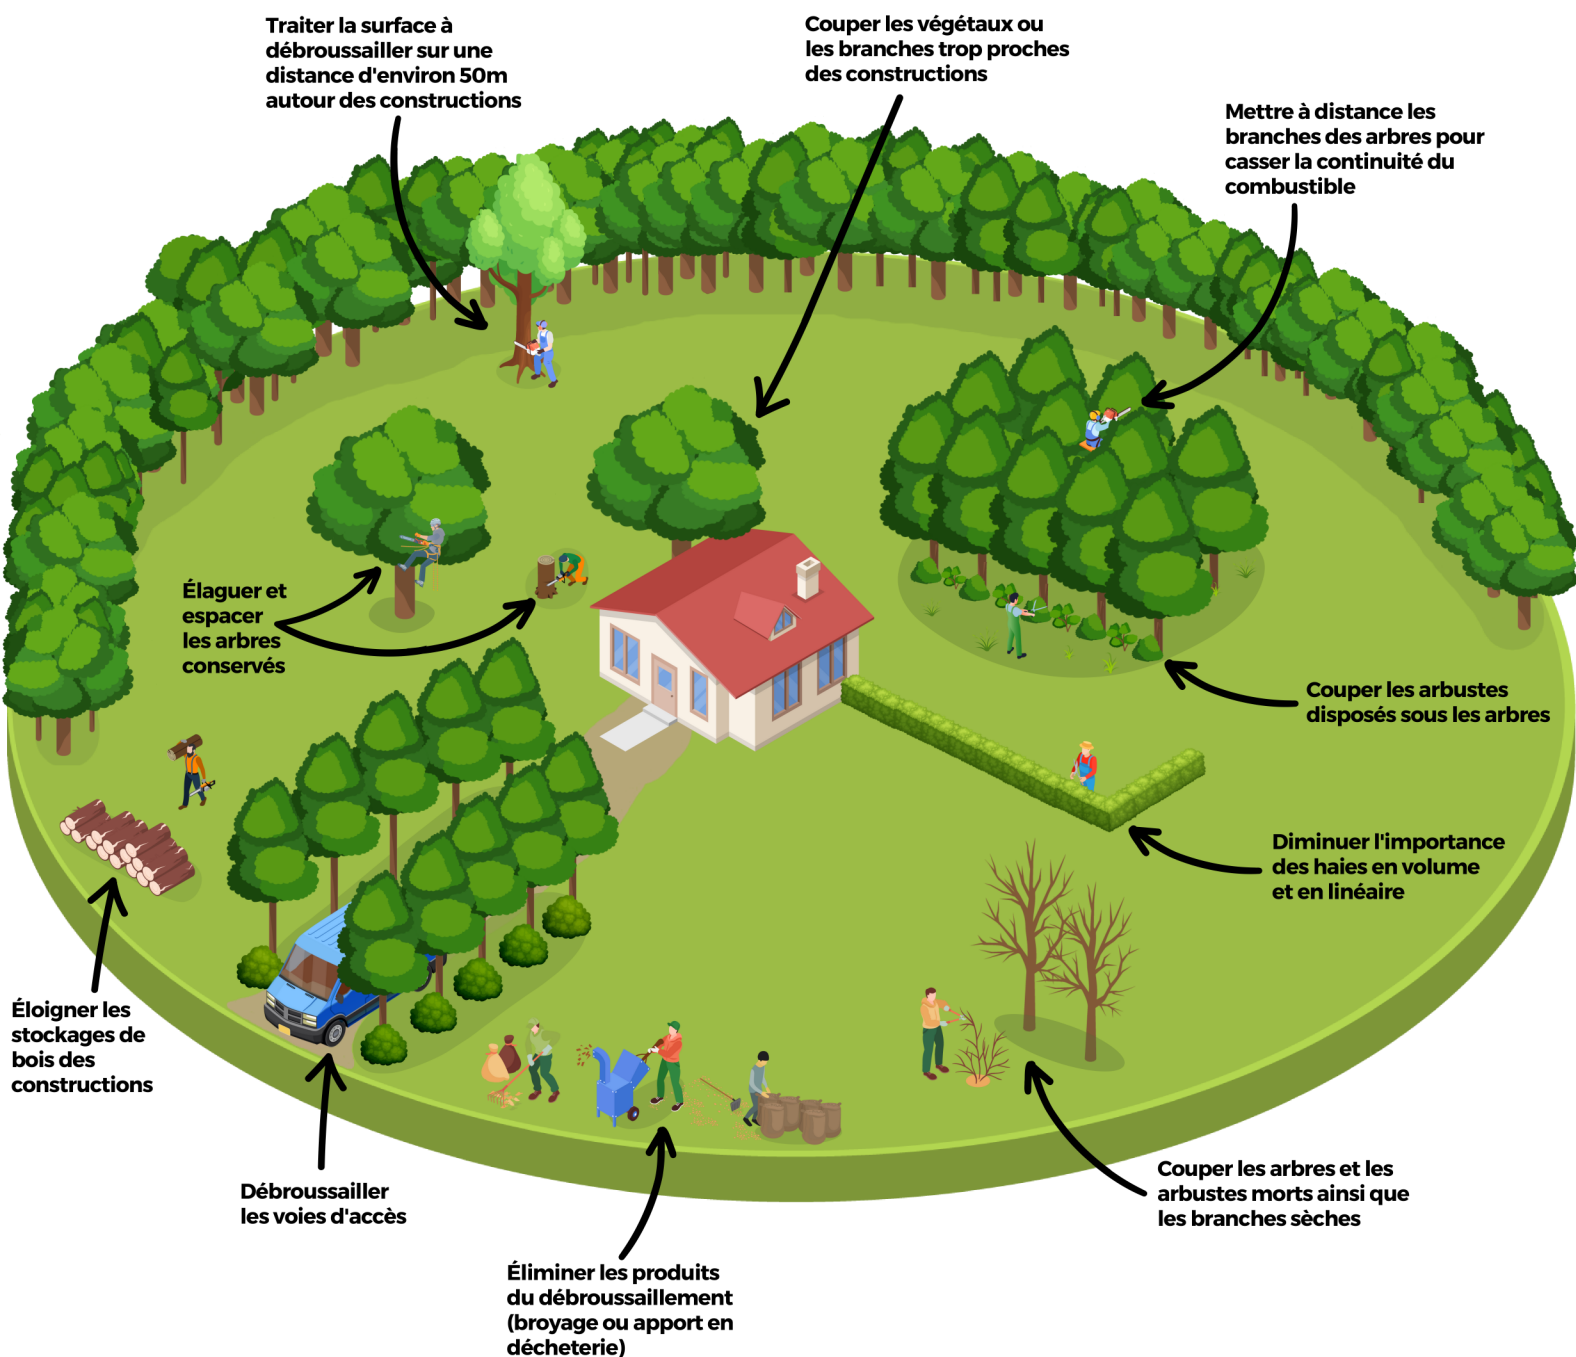 Traiter la surface à
débroussailler sur une
distance d'environ 50m
autour des constructions
Couper les végétaux ou
les branches trop proches
des constructions
Mettre à distance les
branches des arbres pour
casser la continuité du
combustible
Élaguer et
espacer
les arbres
conservés
Couper les arbustes
disposés sous les arbres
Diminuer l'importance
des haies en volume
et en linéaire
Éloigner les
stockages de
bois des
constructions
Débroussailler
les voies d'accès
Couper les arbres et les
arbustes morts ainsi que
les branches sèches
Éliminer les produits
du débroussaillement
(broyage ou apport en
décheterie)